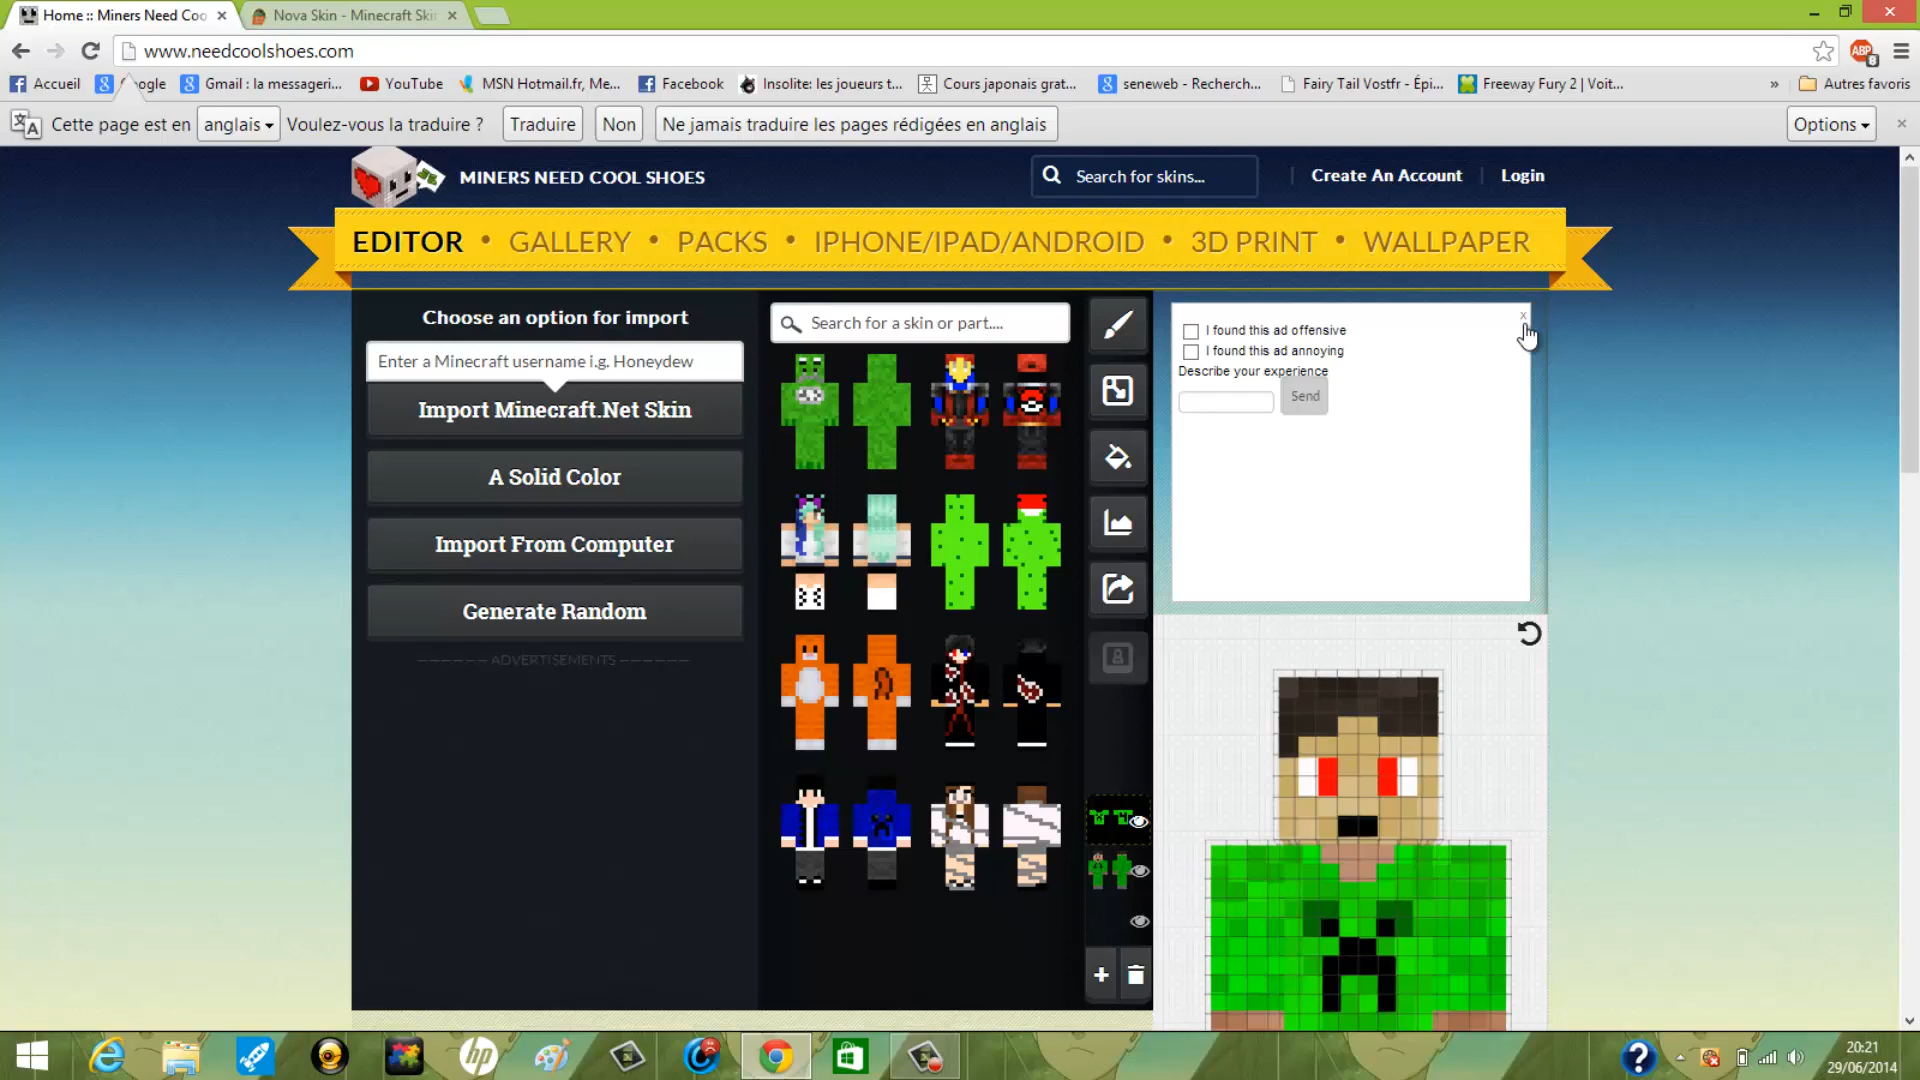 Home :: Miners Need Coo
Nova Skin - Minecraft Skin
www.needcoolshoes.com
ABP
8
Accueil
Google
Gmail : la messageri...
YouTube
MSN Hotmail.fr, Me...
Facebook
Insolite: les joueurs t...
Cours japonais grat...
seneweb - Recherch...
Fairy Tail Vostfr - Épi...
Freeway Fury 2 | Voit...
»
Autres favoris
Cette page est en anglais Voulez-vous la traduire ? Traduire Non Ne jamais traduire les pages rédigées en anglais Options
MINERS NEED COOL SHOES
Search for skins...
Create An Account
Login
EDITOR • GALLERY • PACKS • IPHONE/IPAD/ANDROID • 3D PRINT • WALLPAPER
Choose an option for import
Enter a Minecraft username i.g. Honeydew
Import Minecraft.Net Skin
A Solid Color
Import From Computer
Generate Random
ADVERTISEMENTS
Search for a skin or part....
x
I found this ad offensive
I found this ad annoying
Describe your experience
Send
hp
20:21
29/06/2014